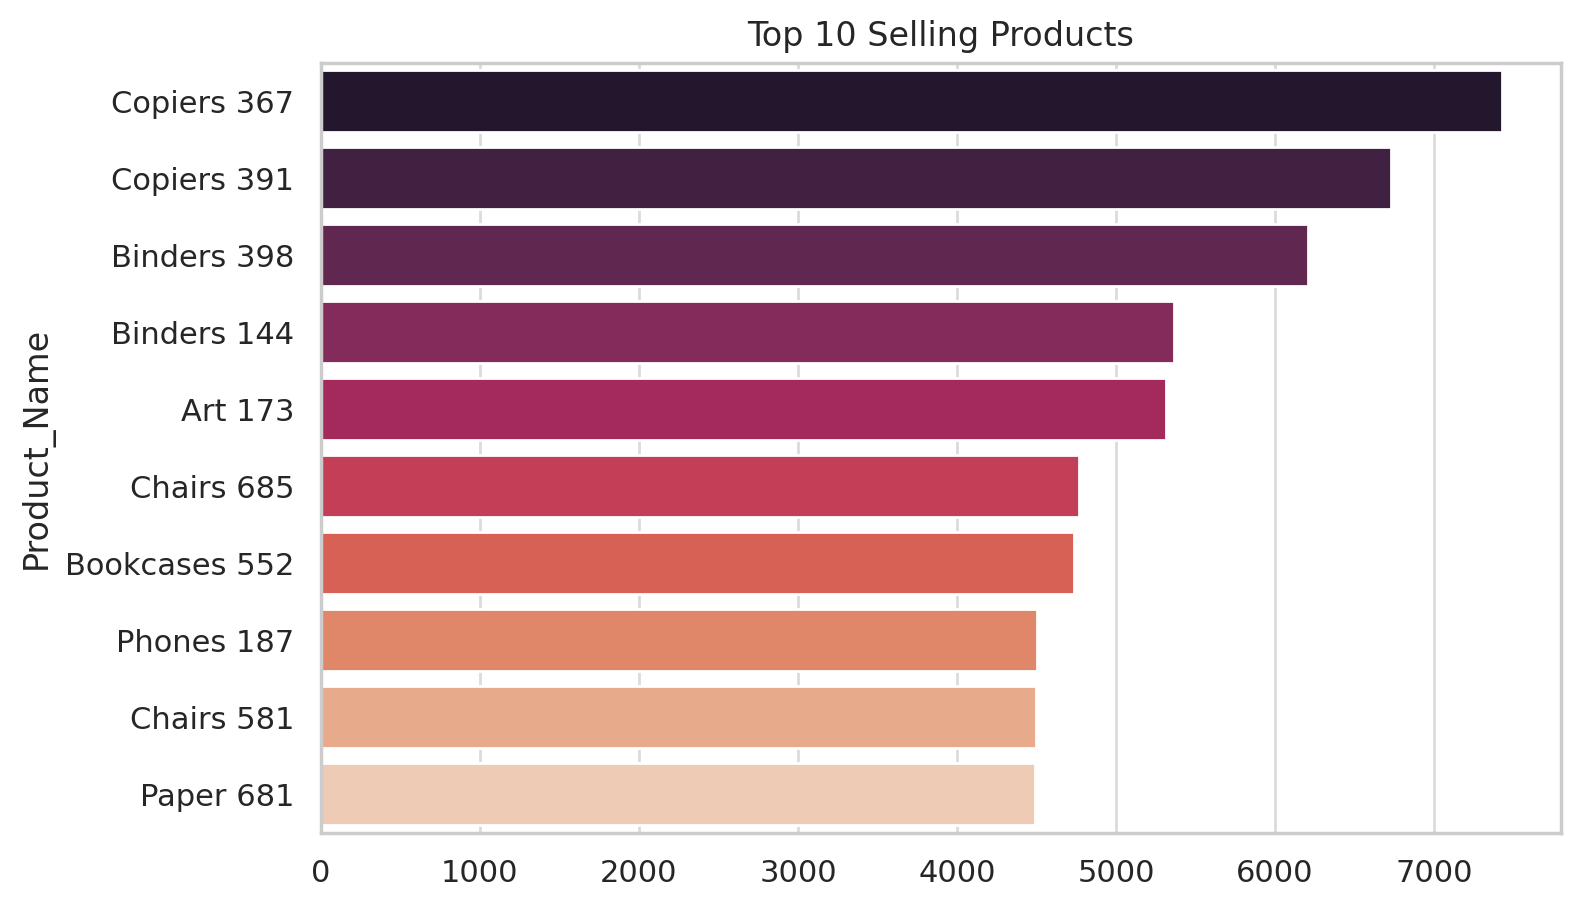 Top 10 Selling Products
Product_Name
Copiers 367
Copiers 391
Binders 398
Binders 144
Art 173
Chairs 685
Bookcases 552
Phones 187
Chairs 581
Paper 681
0 1000 2000 3000 4000 5000 6000 7000